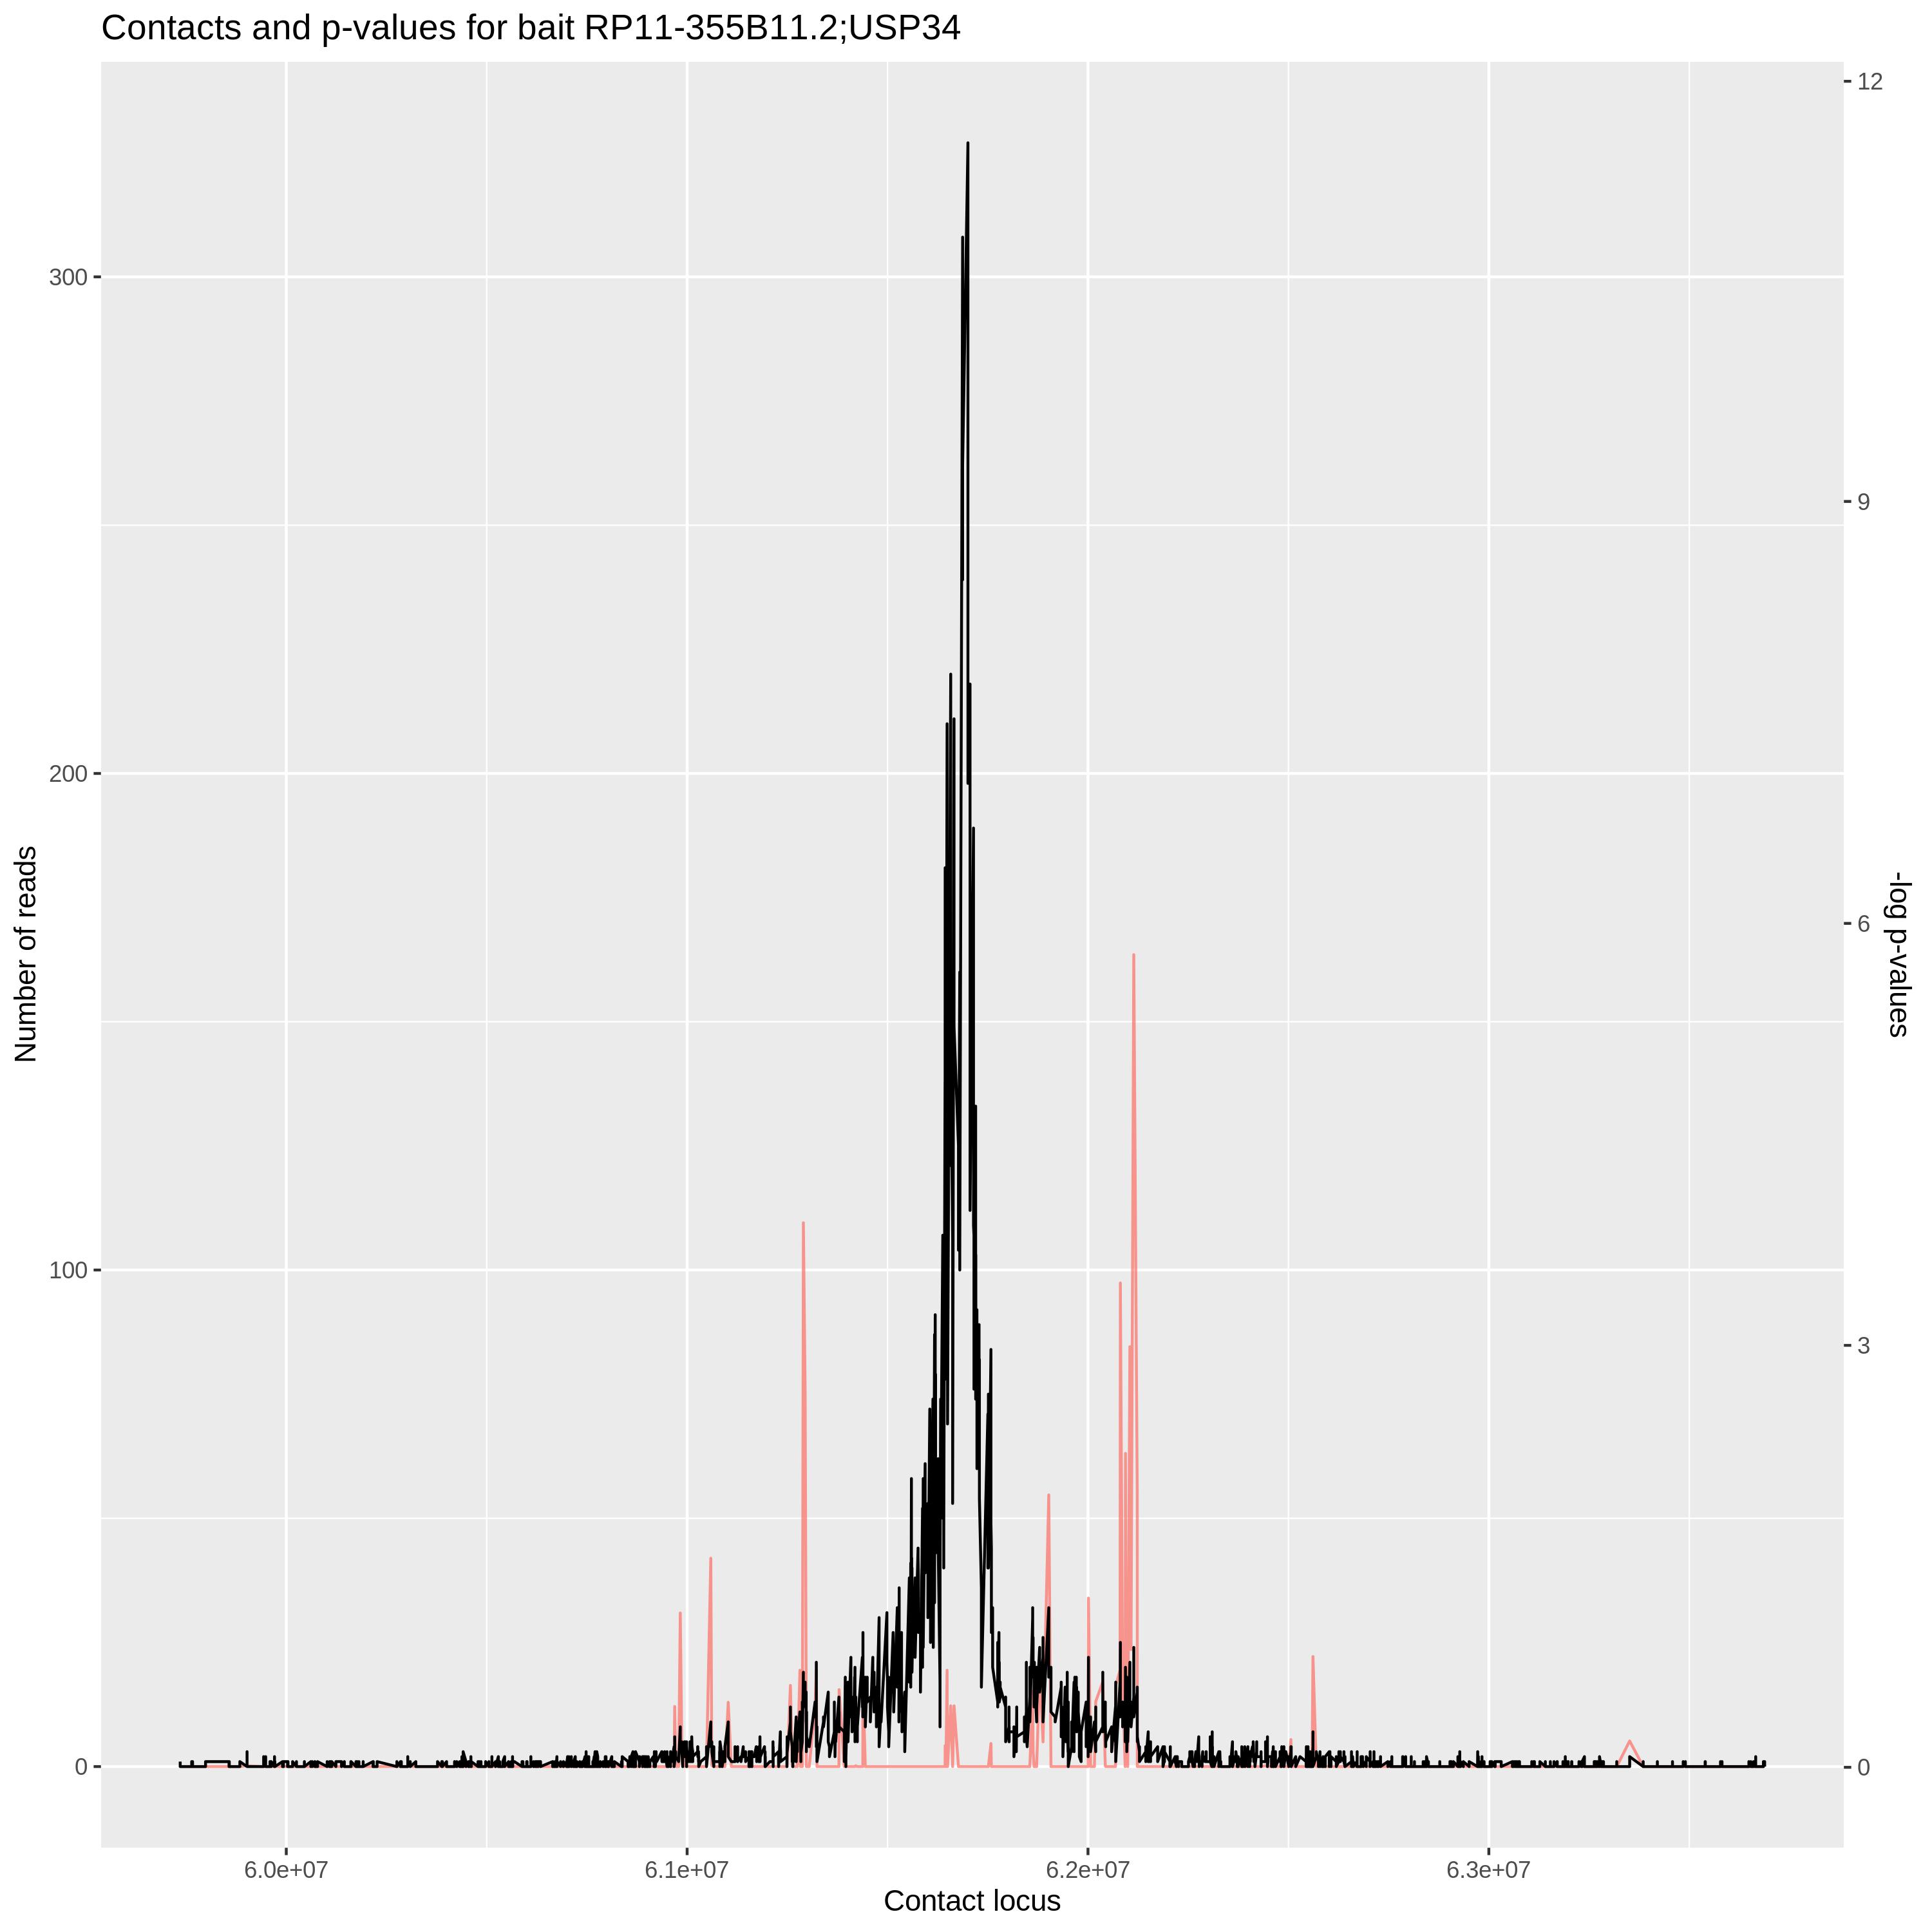 Contacts and p-values for bait RP11-355B11.2;USP34
12
300
9
200
Number of reads
-log p-values
6
100
3
0
0
6.0e+07
6.1e+07
6.2e+07
6.3e+07
Contact locus